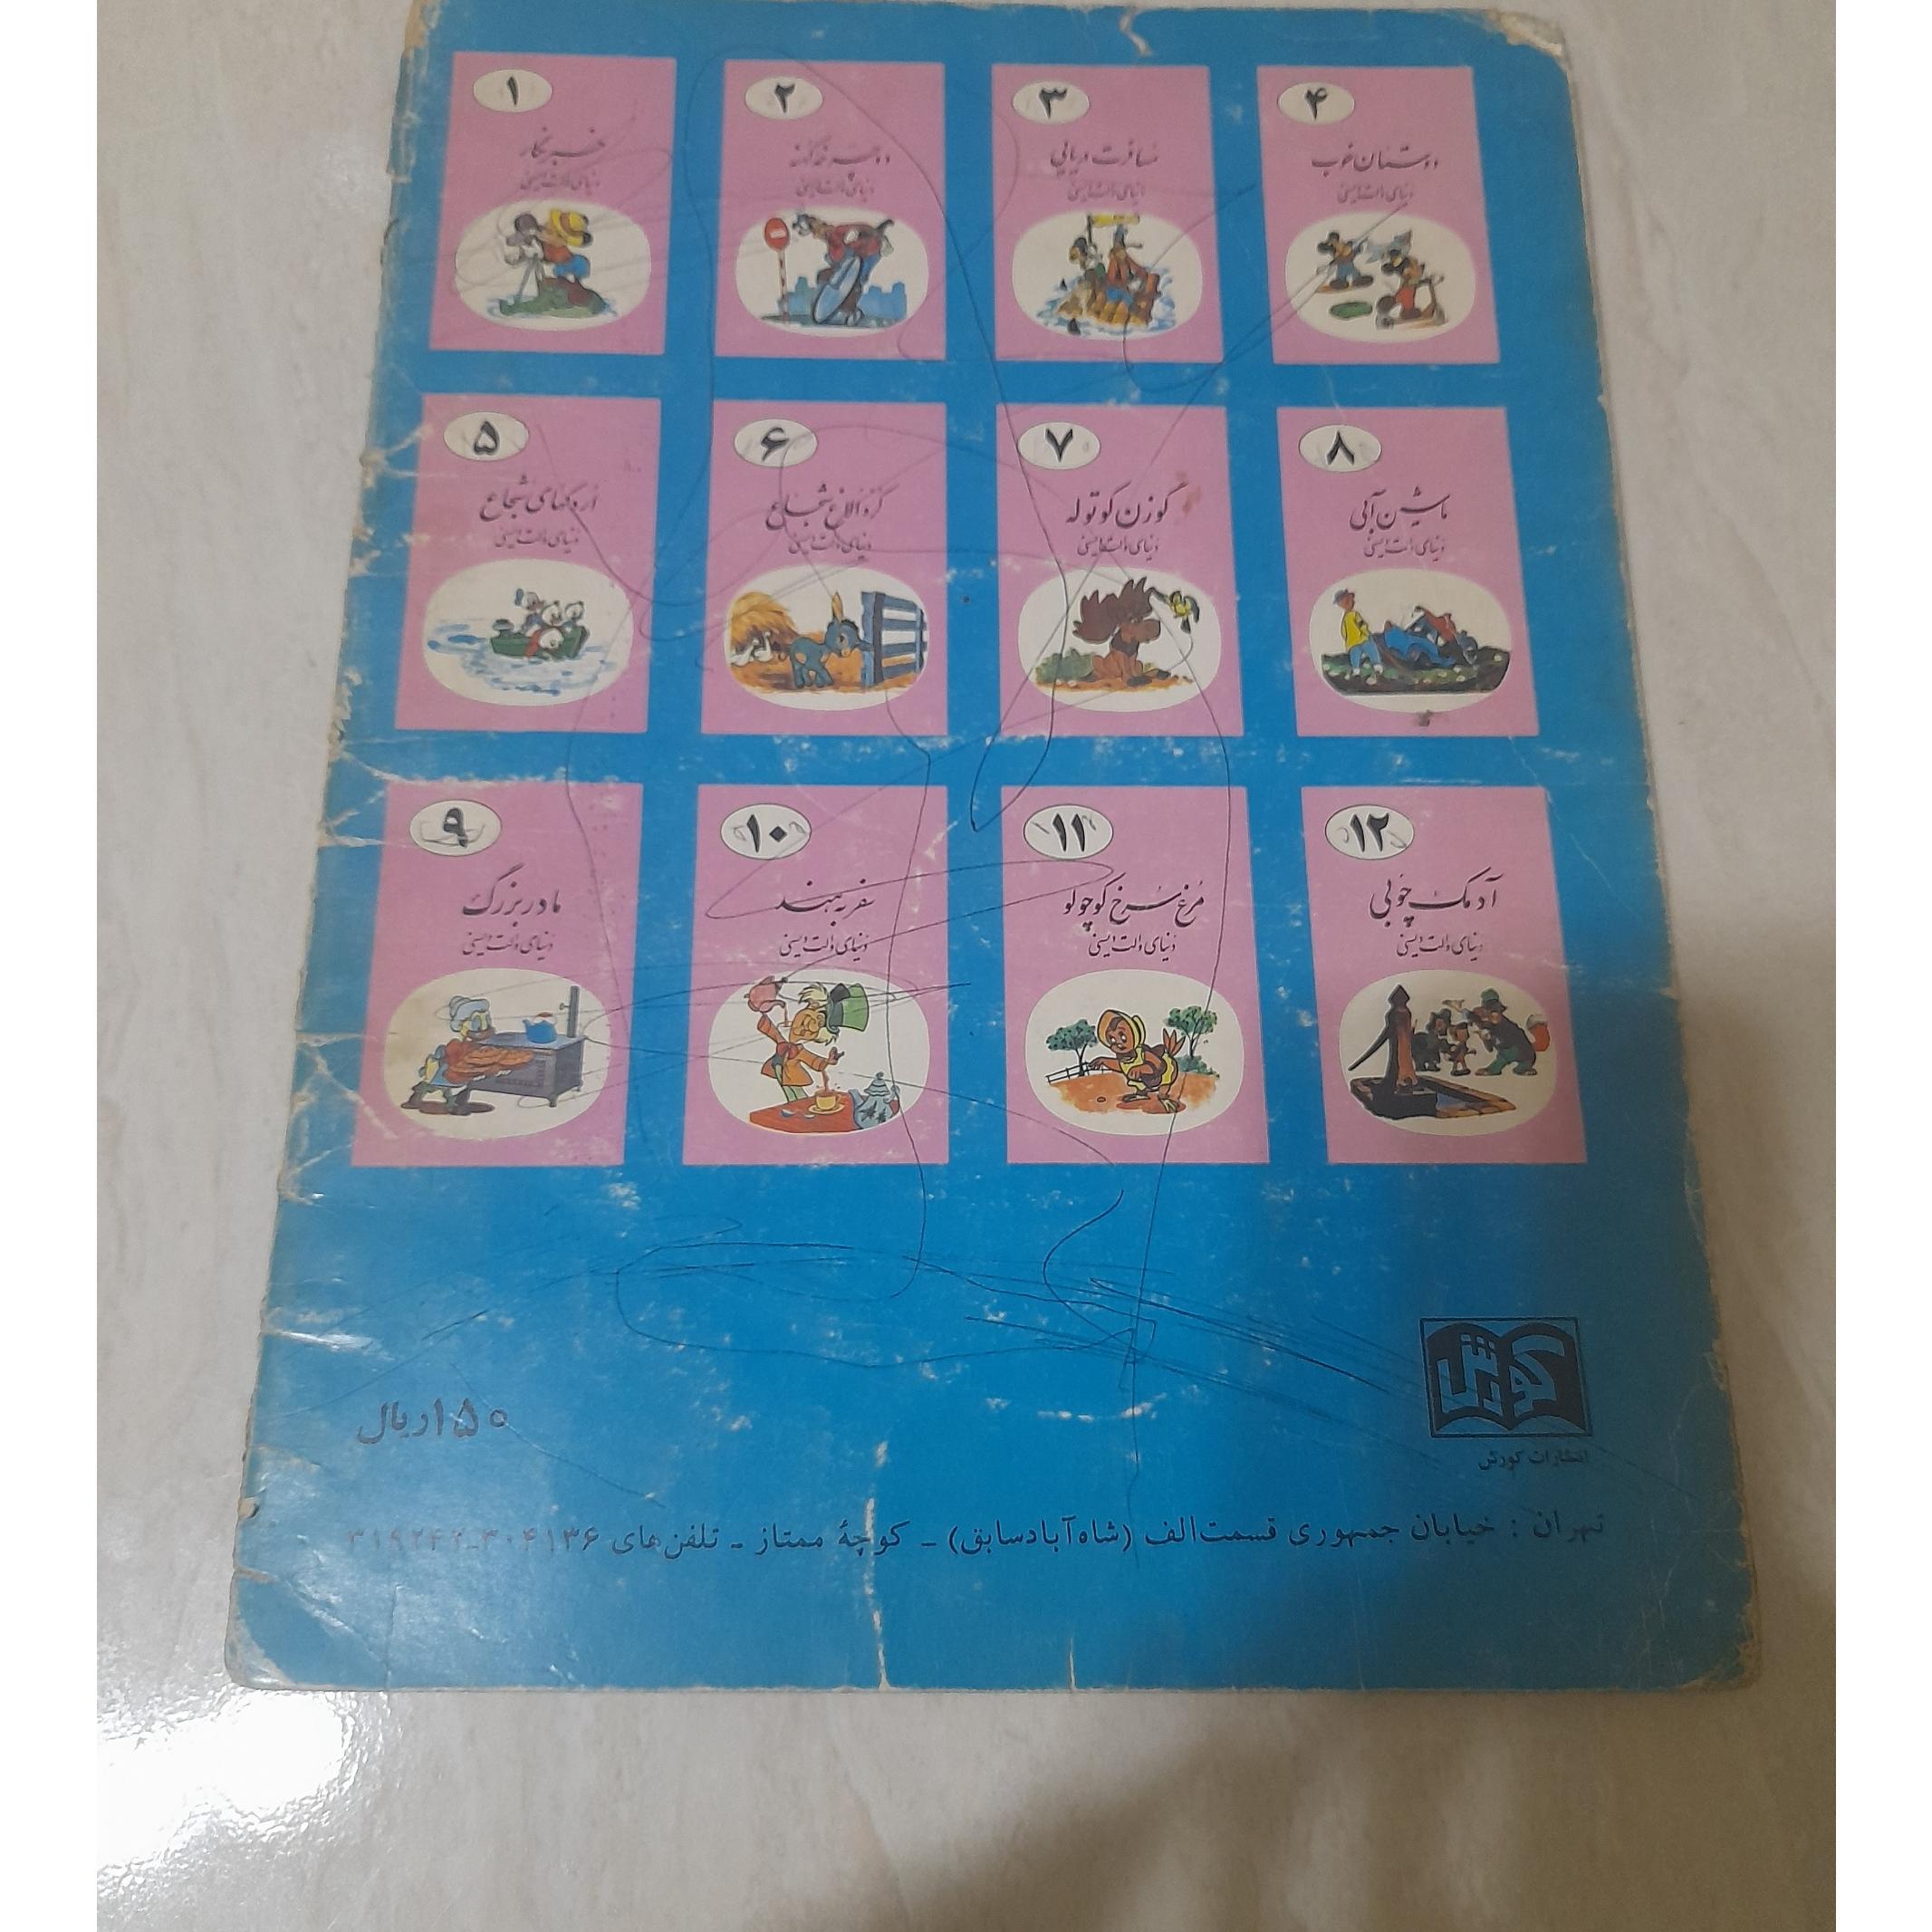 ۱
خبرنگار
دنیای والت دیسنی
۲
دوچرخه کهنه
دنیای والت دیسنی
۳
مسافرت دریایی
دنیای والت دیسنی
۴
دوستان خوب
دنیای والت دیسنی
۵
اردکهای شجاع
دنیای والت دیسنی
۶
کره الاغ شجاع
دنیای والت دیسنی
۷
گوزن کوتوله
دنیای والت دیسنی
۸
ماشین آبی
دنیای والت دیسنی
۹
مادربزرگ
دنیای والت دیسنی
۱۰
سفر به هند
دنیای والت دیسنی
۱۱
مرغ سرخ کوچولو
دنیای والت دیسنی
۱۲
آدمک چوبی
دنیای والت دیسنی
کورش
انتشارات کورش
۱۵۰ ریال
تهران : خیابان جمهوری قسمت الف (شاه‌آباد سابق) ـ کوچهٔ ممتاز ـ تلفن‌های ۳۰۴۱۳۶ـ۳۱۹۲۴۲